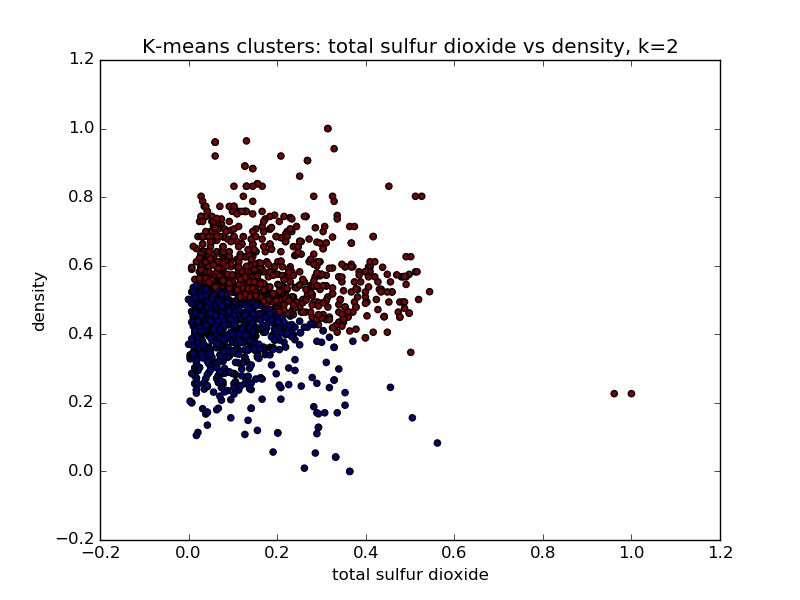 K-means clusters: total sulfur dioxide vs density, k=2
1.2
1.0
0.8
0.6
0.4
0.2
0.0
−0.2
density
−0.2 0.0 0.2 0.4 0.6 0.8 1.0 1.2
total sulfur dioxide